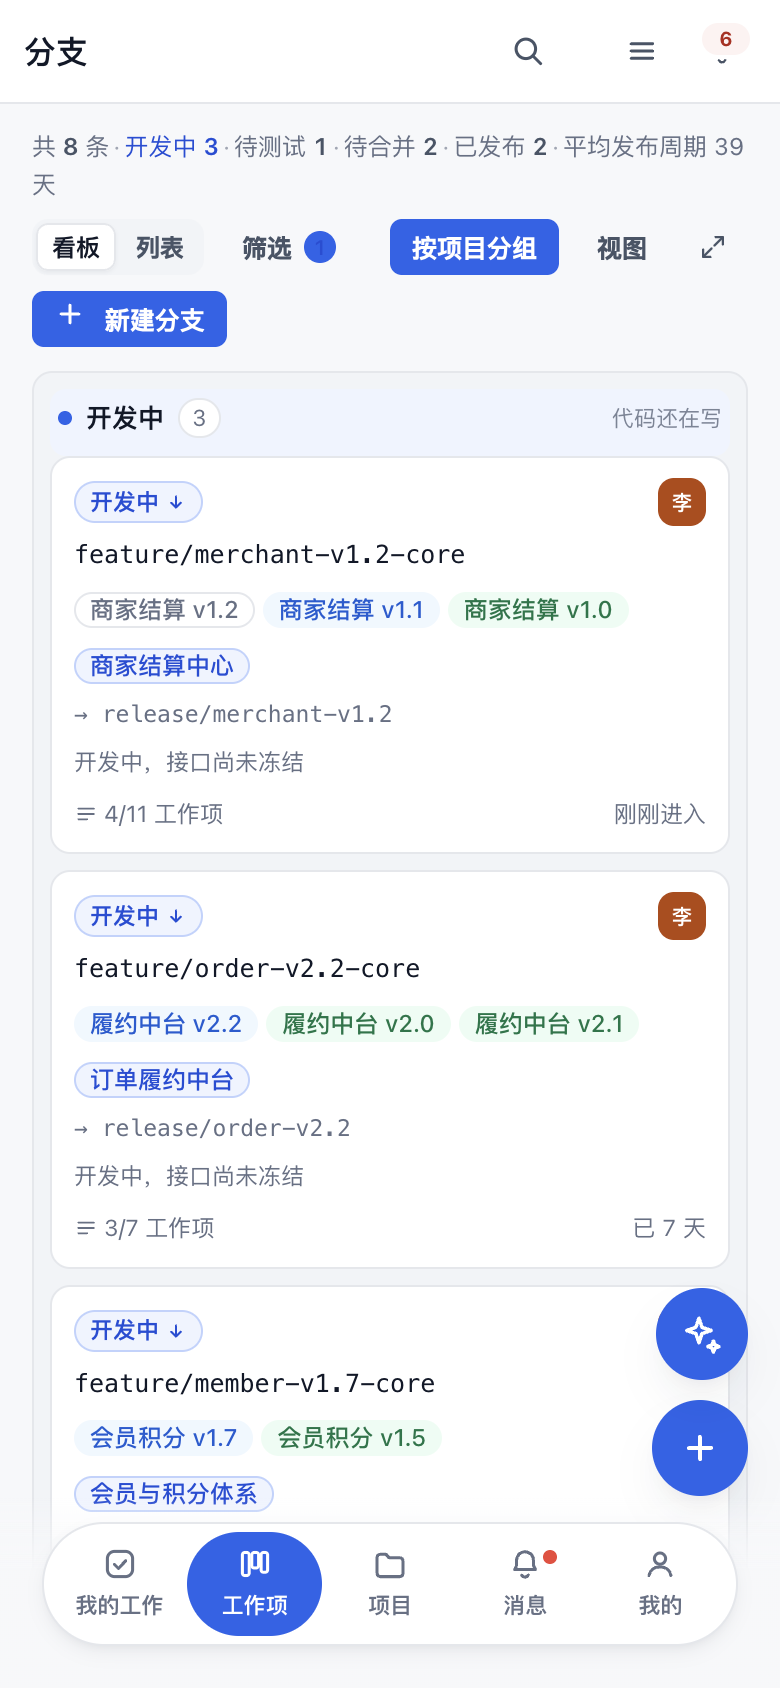 分支
6
共 8 条 · 开发中 3 · 待测试 1 · 待合并 2 · 已发布 2 · 平均发布周期 39
天
看板 列表 筛选 1 按项目分组 视图
新建分支
开发中 3 代码还在写
开发中 ↓ 李
feature/merchant-v1.2-core
商家结算 v1.2 商家结算 v1.1 商家结算 v1.0
商家结算中心
→ release/merchant-v1.2
开发中，接口尚未冻结
4/11 工作项 刚刚进入
开发中 ↓ 李
feature/order-v2.2-core
履约中台 v2.2 履约中台 v2.0 履约中台 v2.1
订单履约中台
→ release/order-v2.2
开发中，接口尚未冻结
3/7 工作项 已 7 天
开发中 ↓
feature/member-v1.7-core
会员积分 v1.7 会员积分 v1.5
会员与积分体系
我的工作 工作项 项目 消息 我的